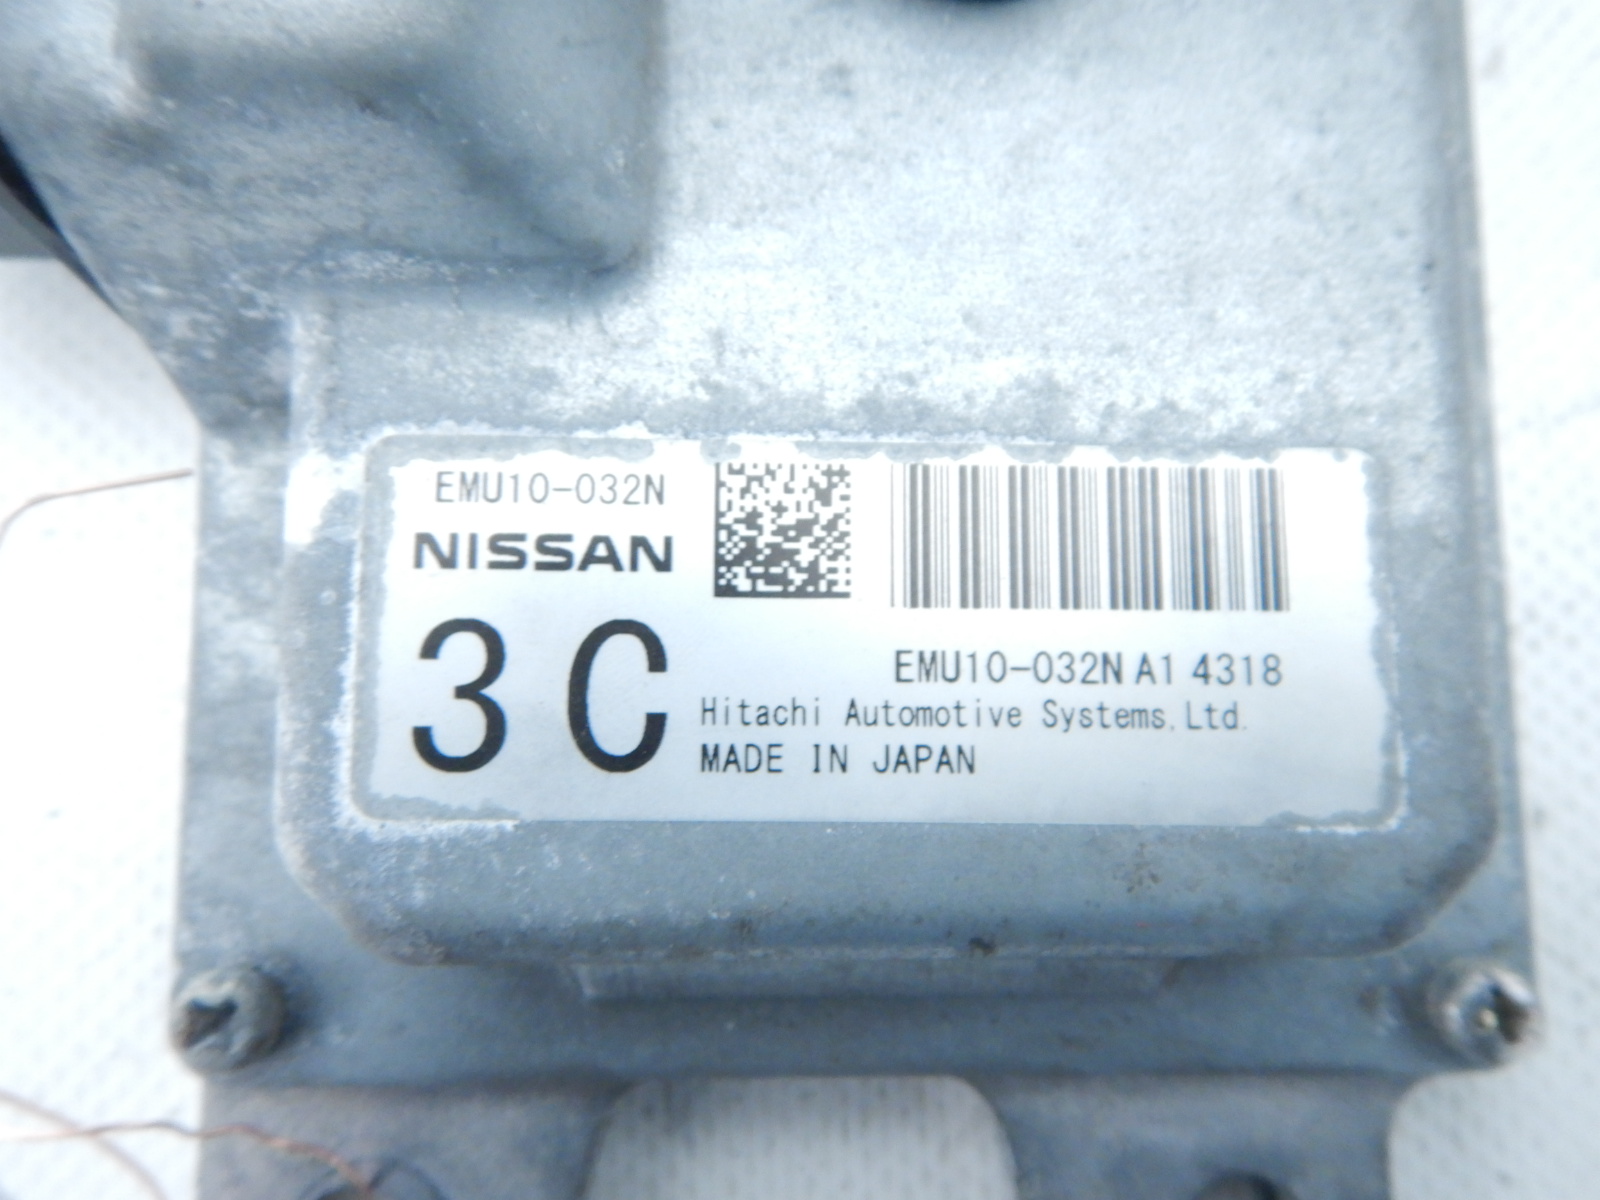 EMU10-032N
NISSAN
3C
EMU10-032N A1 4318
Hitachi Automotive Systems, Ltd.
MADE IN JAPAN